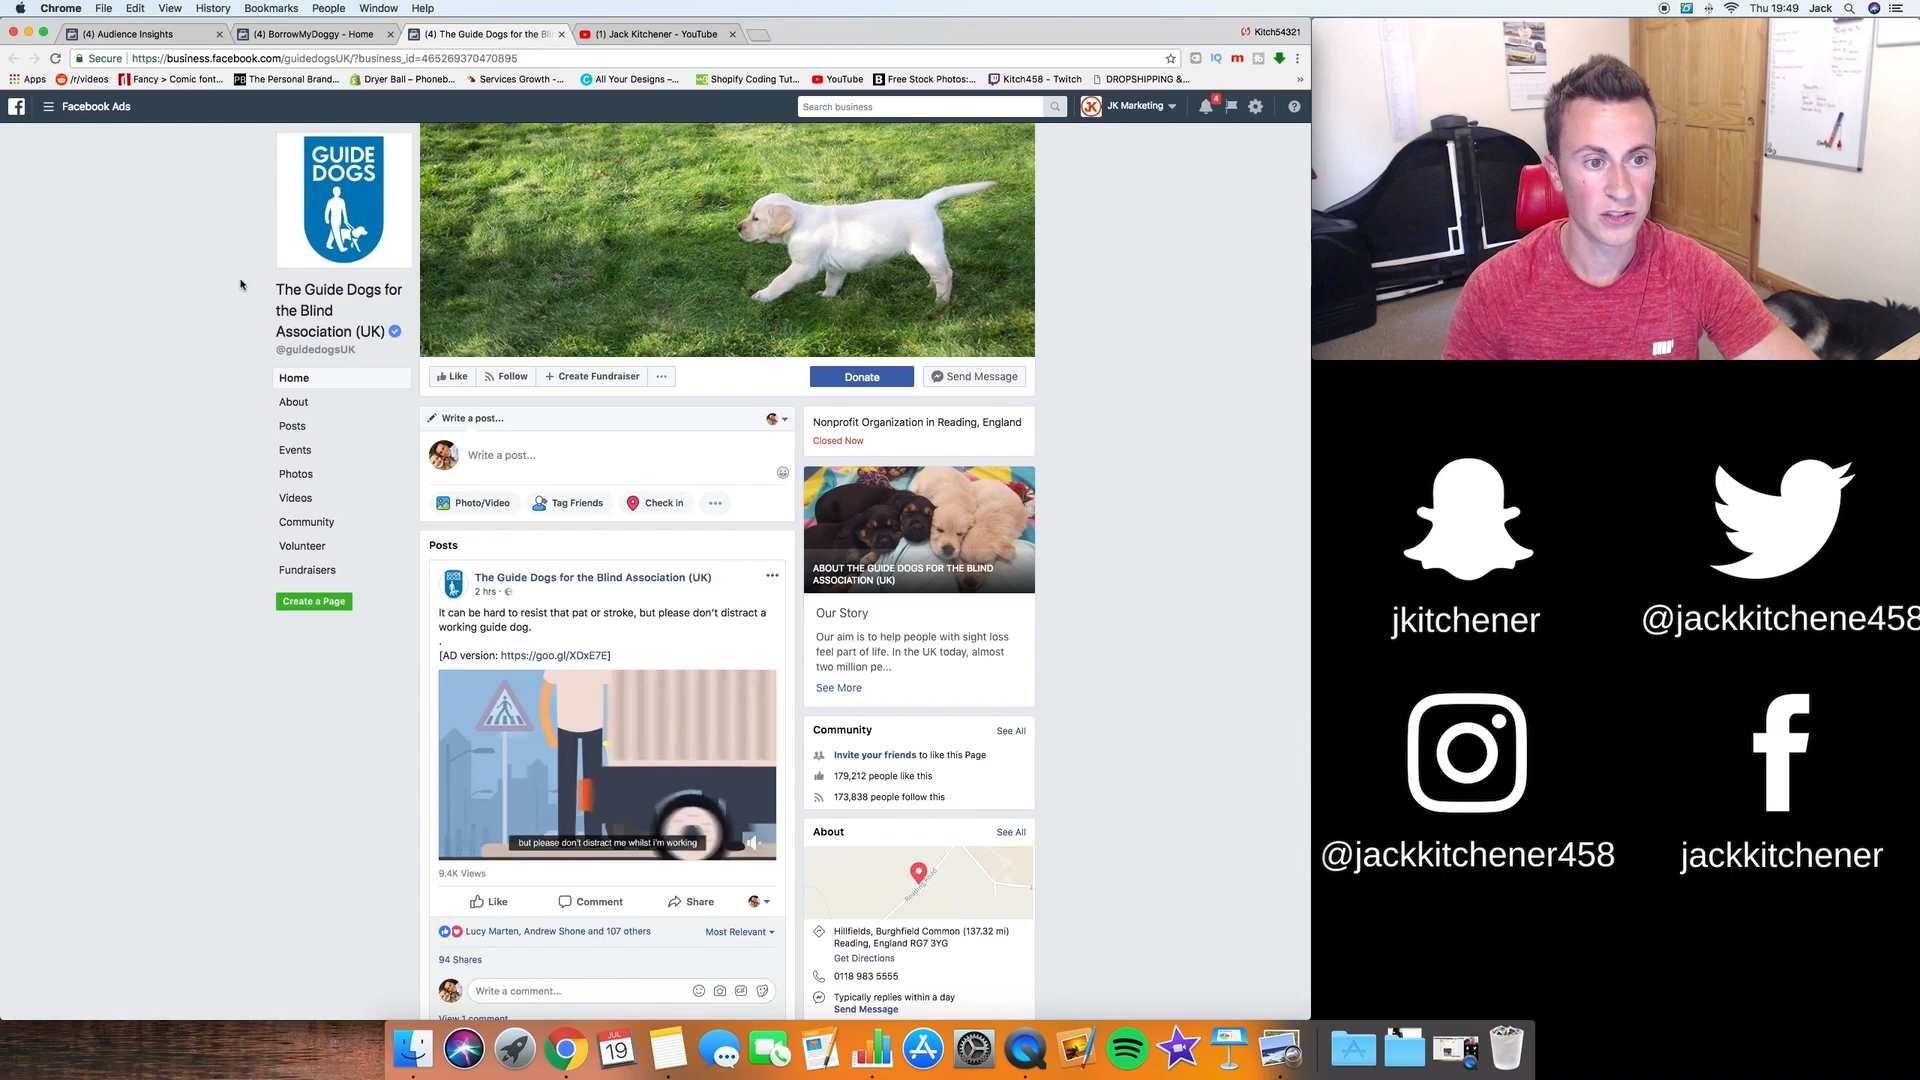 Chrome File Edit View History Bookmarks People Window Help
Thu 19:49 Jack
(4) Audience Insights
(4) BorrowMyDoggy - Home
(4) The Guide Dogs for the Bli
(1) Jack Kitchener - YouTube
Kitch54321
Secure https://business.facebook.com/guidedogsUK/?business_id=465269370470895
Apps /r/videos Fancy > Comic font... The Personal Brand... Dryer Ball – Phoneb... Services Growth -... All Your Designs –... Shopify Coding Tut... YouTube Free Stock Photos:... Kitch458 - Twitch DROPSHIPPING &... »
Facebook Ads
Search business
JK Marketing
4
GUIDE
DOGS
The Guide Dogs for
the Blind
Association (UK)
@guidedogsUK
Home
About
Posts
Events
Photos
Videos
Community
Volunteer
Fundraisers
Create a Page
Like Follow + Create Fundraiser ...
Donate Send Message
Write a post...
Write a post...
Photo/Video Tag Friends Check in ...
Posts
The Guide Dogs for the Blind Association (UK)
2 hrs ·
It can be hard to resist that pat or stroke, but please don't distract a
working guide dog.
.
[AD version: https://goo.gl/XDxE7E]
but please don't distract me whilst i'm working
9.4K Views
Like Comment Share
Lucy Marten, Andrew Shone and 107 others
Most Relevant
94 Shares
Write a comment...
GIF
View 1 comment
Nonprofit Organization in Reading, England
Closed Now
ABOUT THE GUIDE DOGS FOR THE BLIND
ASSOCIATION (UK)
Our Story
Our aim is to help people with sight loss
feel part of life. In the UK today, almost
two million pe...
See More
Community See All
Invite your friends to like this Page
179,212 people like this
173,838 people follow this
About See All
Reading Road
Hillfields, Burghfield Common (137.32 mi)
Reading, England RG7 3YG
Get Directions
0118 983 5555
Typically replies within a day
Send Message
jkitchener
@jackkitchene458
@jackkitchener458
jackkitchener
JUL
19